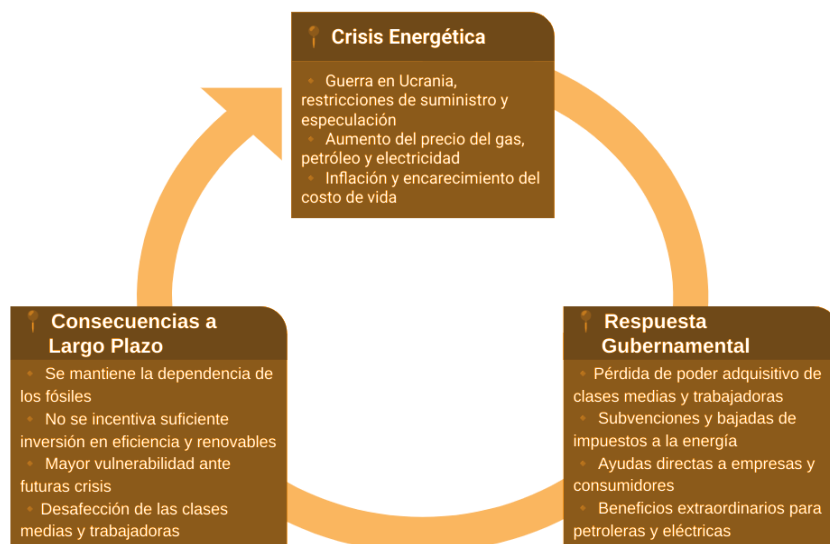 Crisis Energética
Guerra en Ucrania,
restricciones de suministro y
especulación
Aumento del precio del gas,
petróleo y electricidad
Inflación y encarecimiento del
costo de vida
Consecuencias a
Largo Plazo
Se mantiene la dependencia de
los fósiles
No se incentiva suficiente
inversión en eficiencia y renovables
Mayor vulnerabilidad ante
futuras crisis
Desafección de las clases
medias y trabajadoras
Respuesta
Gubernamental
Pérdida de poder adquisitivo de
clases medias y trabajadoras
Subvenciones y bajadas de
impuestos a la energía
Ayudas directas a empresas y
consumidores
Beneficios extraordinarios para
petroleras y eléctricas